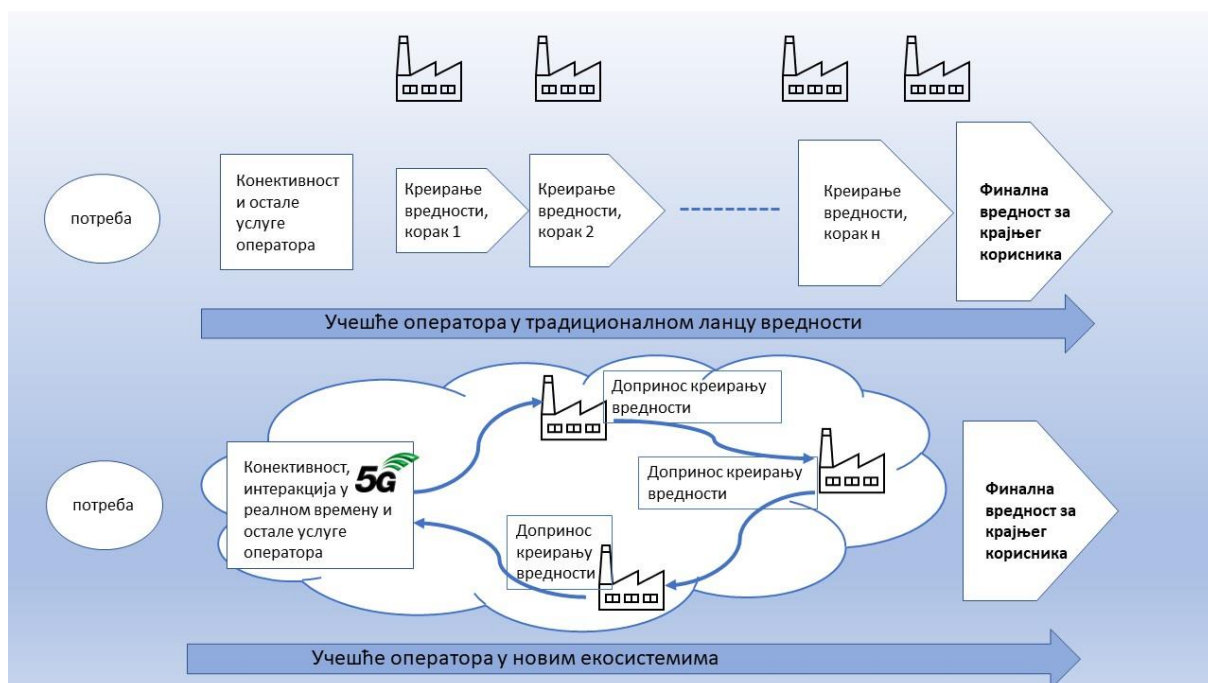 потреба
Конективност
и остале
услуге
оператора
Креирање
вредности,
корак 1
Креирање
вредности,
корак 2
Креирање
вредности,
корак н
Финална
вредност за
крајњег
корисника
Учешће оператора у традиционалном ланцу вредности
потреба
Конективност,
интеракција у
реалном времену и
остале услуге
оператора
5G
Допринос креирању
вредности
Допринос креирању
вредности
Допринос
креирању
вредности
Финална
вредност за
крајњег
корисника
Учешће оператора у новим екосистемима